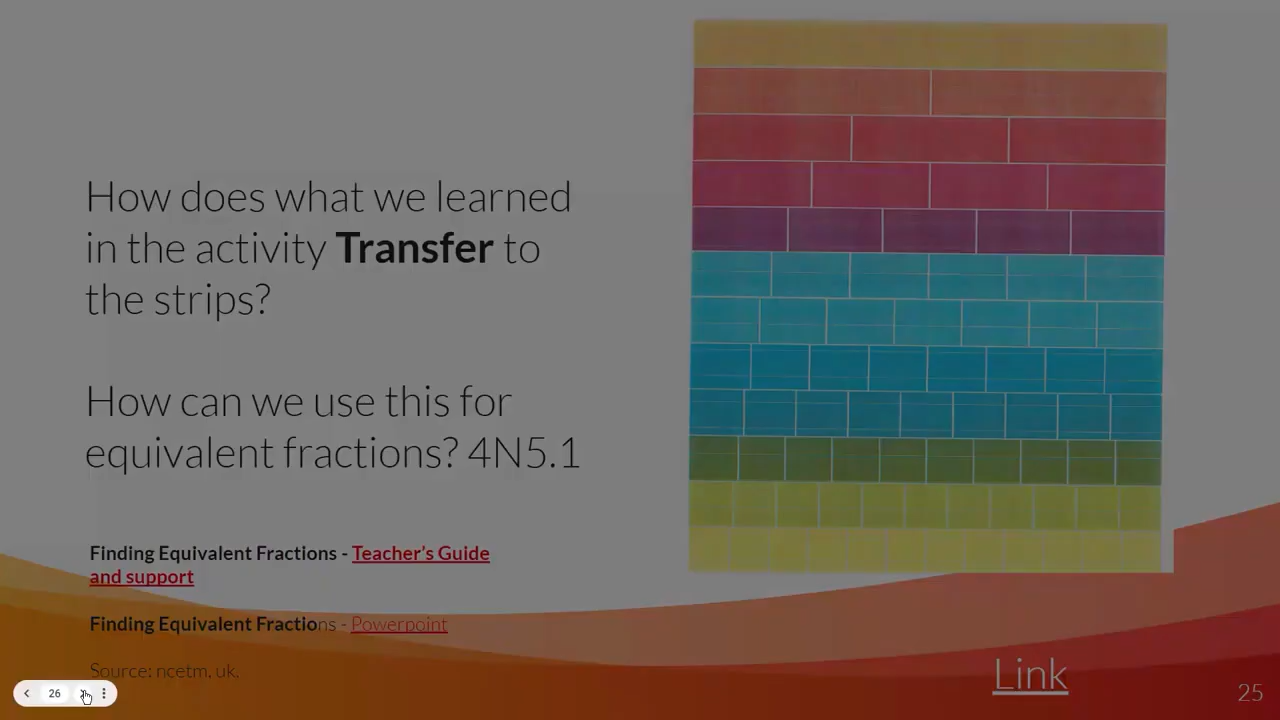 How does what we learned
in the activity Transfer to
the strips?
How can we use this for
equivalent fractions? 4N5.1
Finding Equivalent Fractions - Teacher's Guide
and support
Finding Equivalent Fractions - Powerpoint
Source: ncetm, uk.
Link
26
25